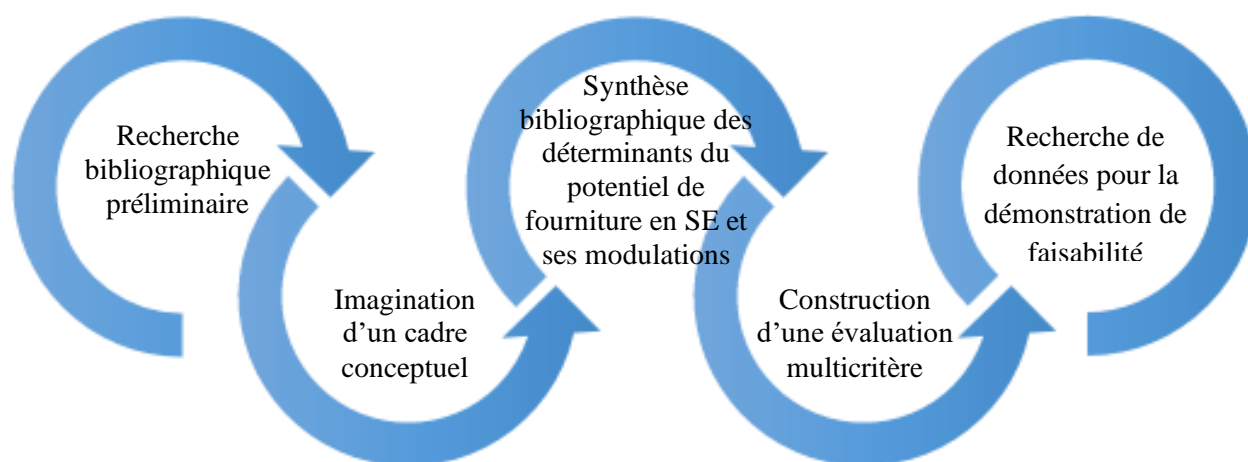 Recherche
bibliographique
préliminaire
Imagination
d’un cadre
conceptuel
Synthèse
bibliographique des
déterminants du
potentiel de
fourniture en SE et
ses modulations
Construction
d’une évaluation
multicritère
Recherche de
données pour la
démonstration de
faisabilité